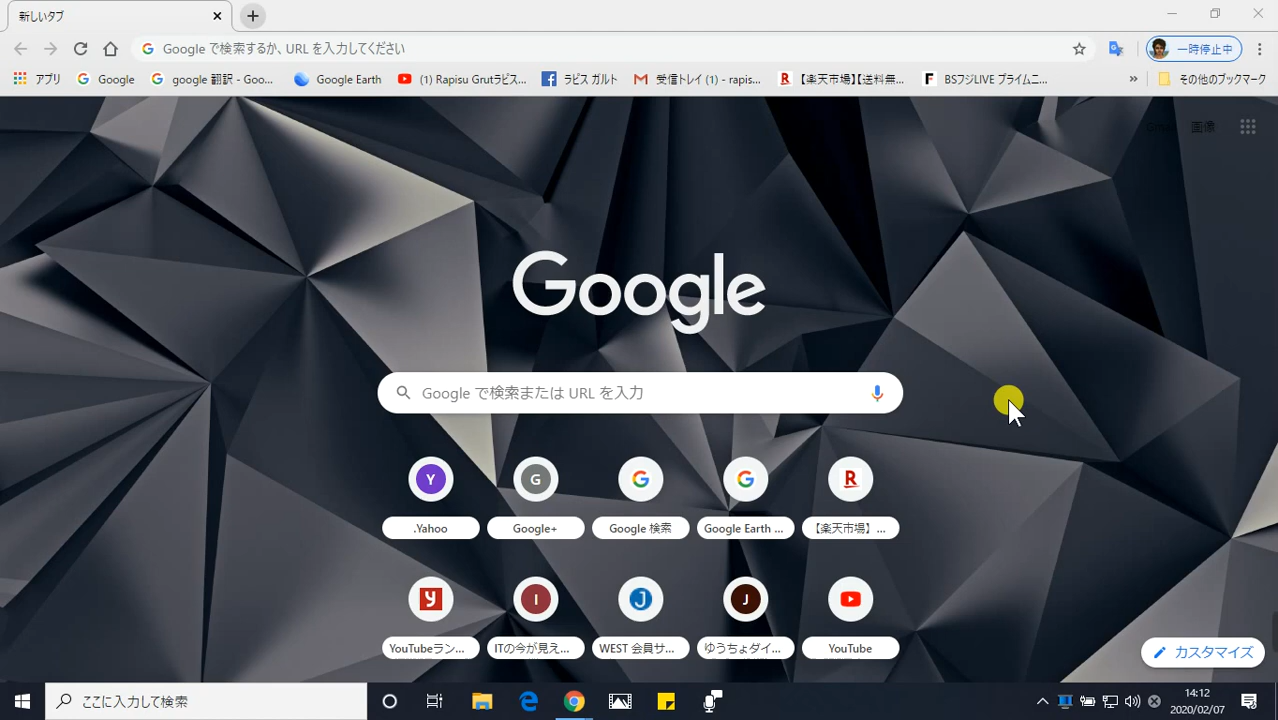 新しいタブ
Google で検索するか、URL を入力してください
一時停止中
アプリ
Google
google 翻訳 - Goo...
Google Earth
(1) Rapisu Grutラピス...
ラピス ガルト
受信トレイ (1) - rapis...
【楽天市場】【送料無...
BSフジLIVE プライムニ...
»
その他のブックマーク
Gmail 画像
Google
Google で検索または URL を入力
Y
G
R
.Yahoo
Google+
Google 検索
Google Earth ...
【楽天市場】 ...
y
I
J
J
YouTubeラン...
ITの今が見え...
WEST 会員サ...
ゆうちょダイ...
YouTube
カスタマイズ
ここに入力して検索
14:12
2020/02/07